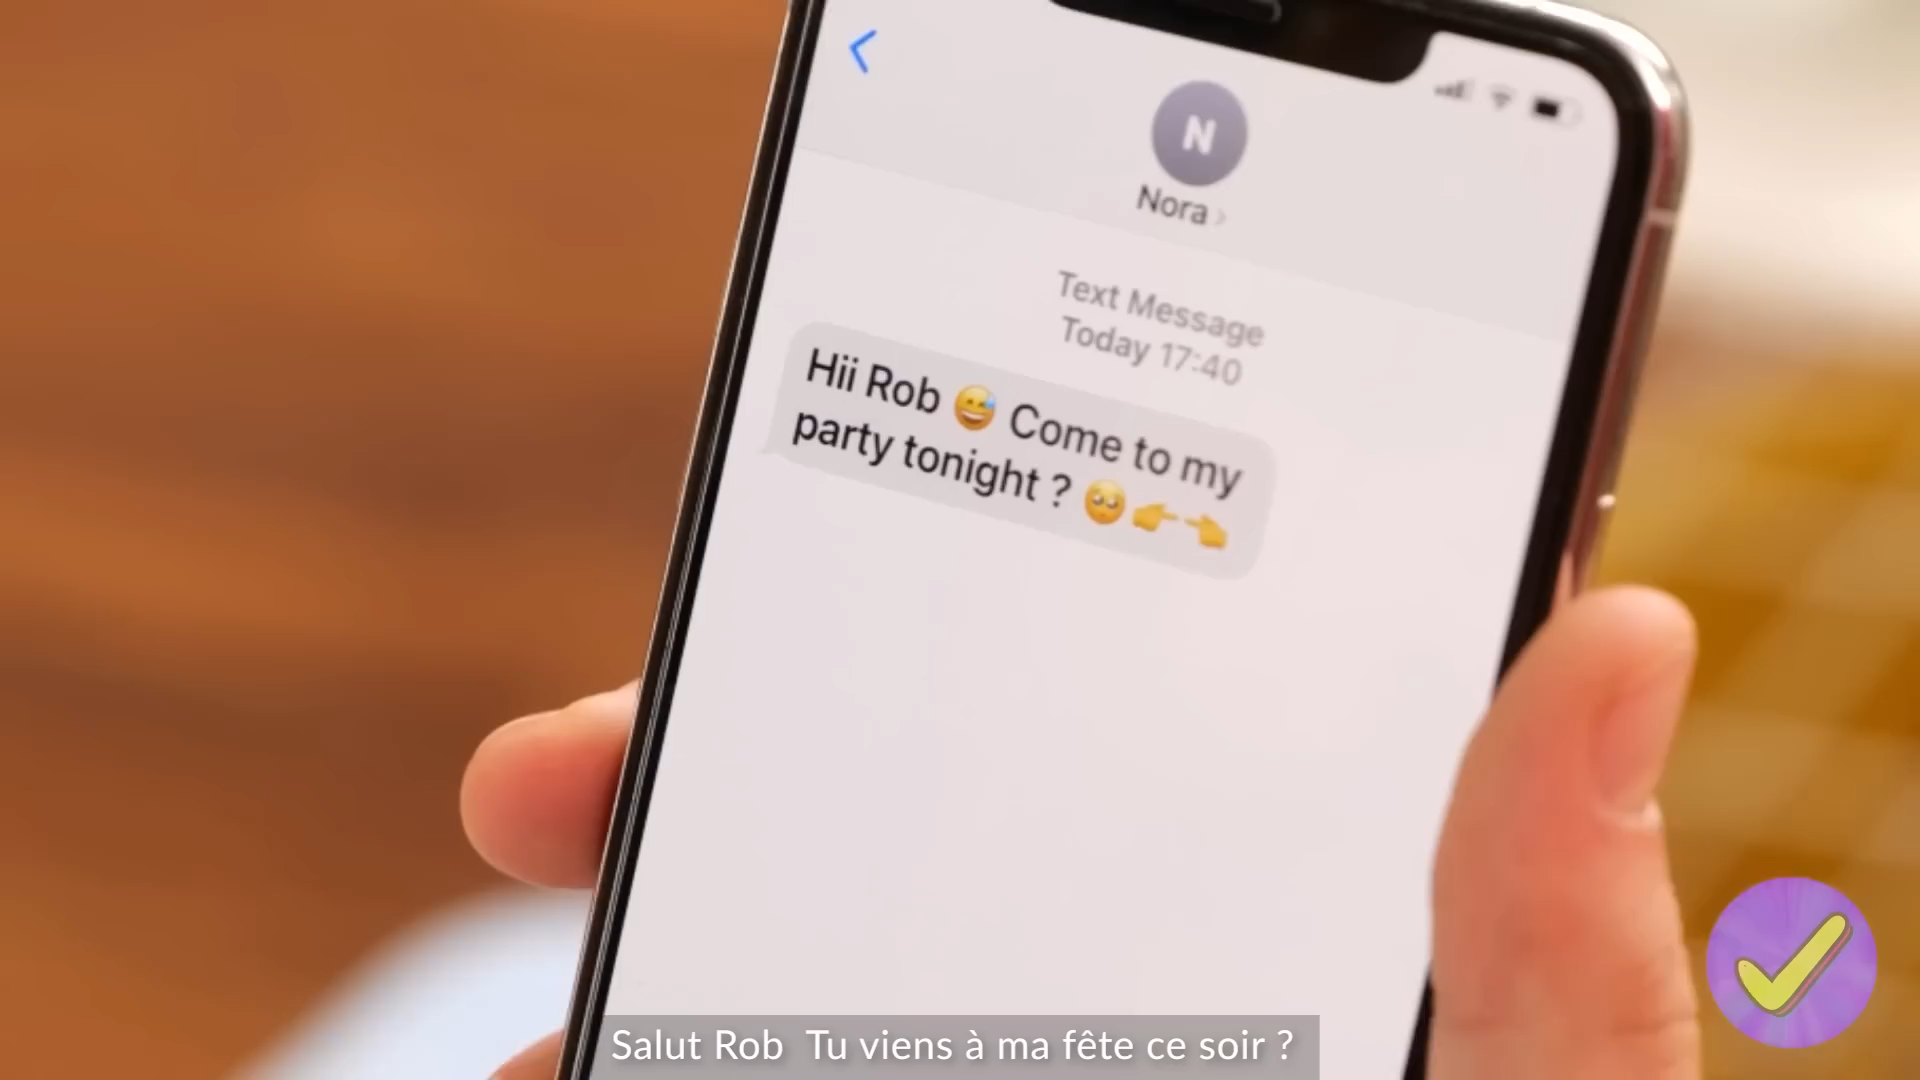 N
Nora
Text Message
Today 17:40
Hii Rob 😅 Come to my
party tonight ? 🥺👉👈
Salut Rob  Tu viens à ma fête ce soir ?